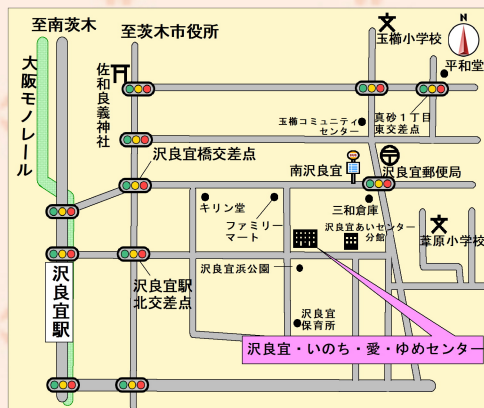 至南茨木
至茨木市役所
玉櫛小学校
N
平和堂
大阪モノレール
佐和良義神社
玉櫛コミュニティ
センター
真砂1丁目
東交差点
沢良宜橋交差点
南沢良宜
沢良宜郵便局
キリン堂
ファミリー
マート
三和倉庫
沢良宜あいセンター
分館
葦原小学校
沢良宜浜公園
沢良宜駅
沢良宜駅
北交差点
沢良宜
保育所
沢良宜・いのち・愛・ゆめセンター